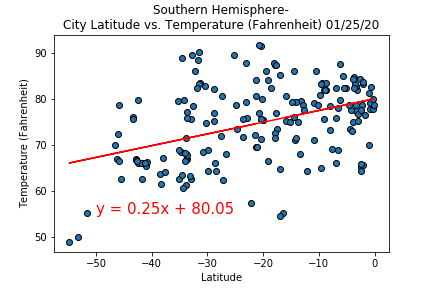 Southern Hemisphere-
City Latitude vs. Temperature (Fahrenheit) 01/25/20
Temperature (Fahrenheit)
90
80
70
60
50
y = 0.25x + 80.05
−50
−40
−30
−20
−10
0
Latitude